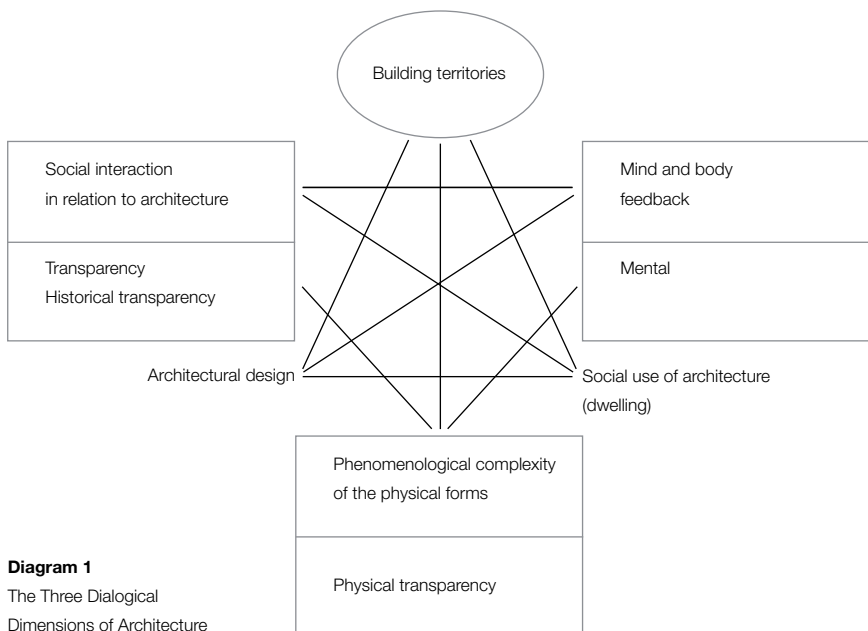 Building territories
Social interaction
in relation to architecture
Mind and body
feedback
Transparency
Historical transparency
Mental
Architectural design
Social use of architecture
(dwelling)
Phenomenological complexity
of the physical forms
Physical transparency
Diagram 1
The Three Dialogical
Dimensions of Architecture